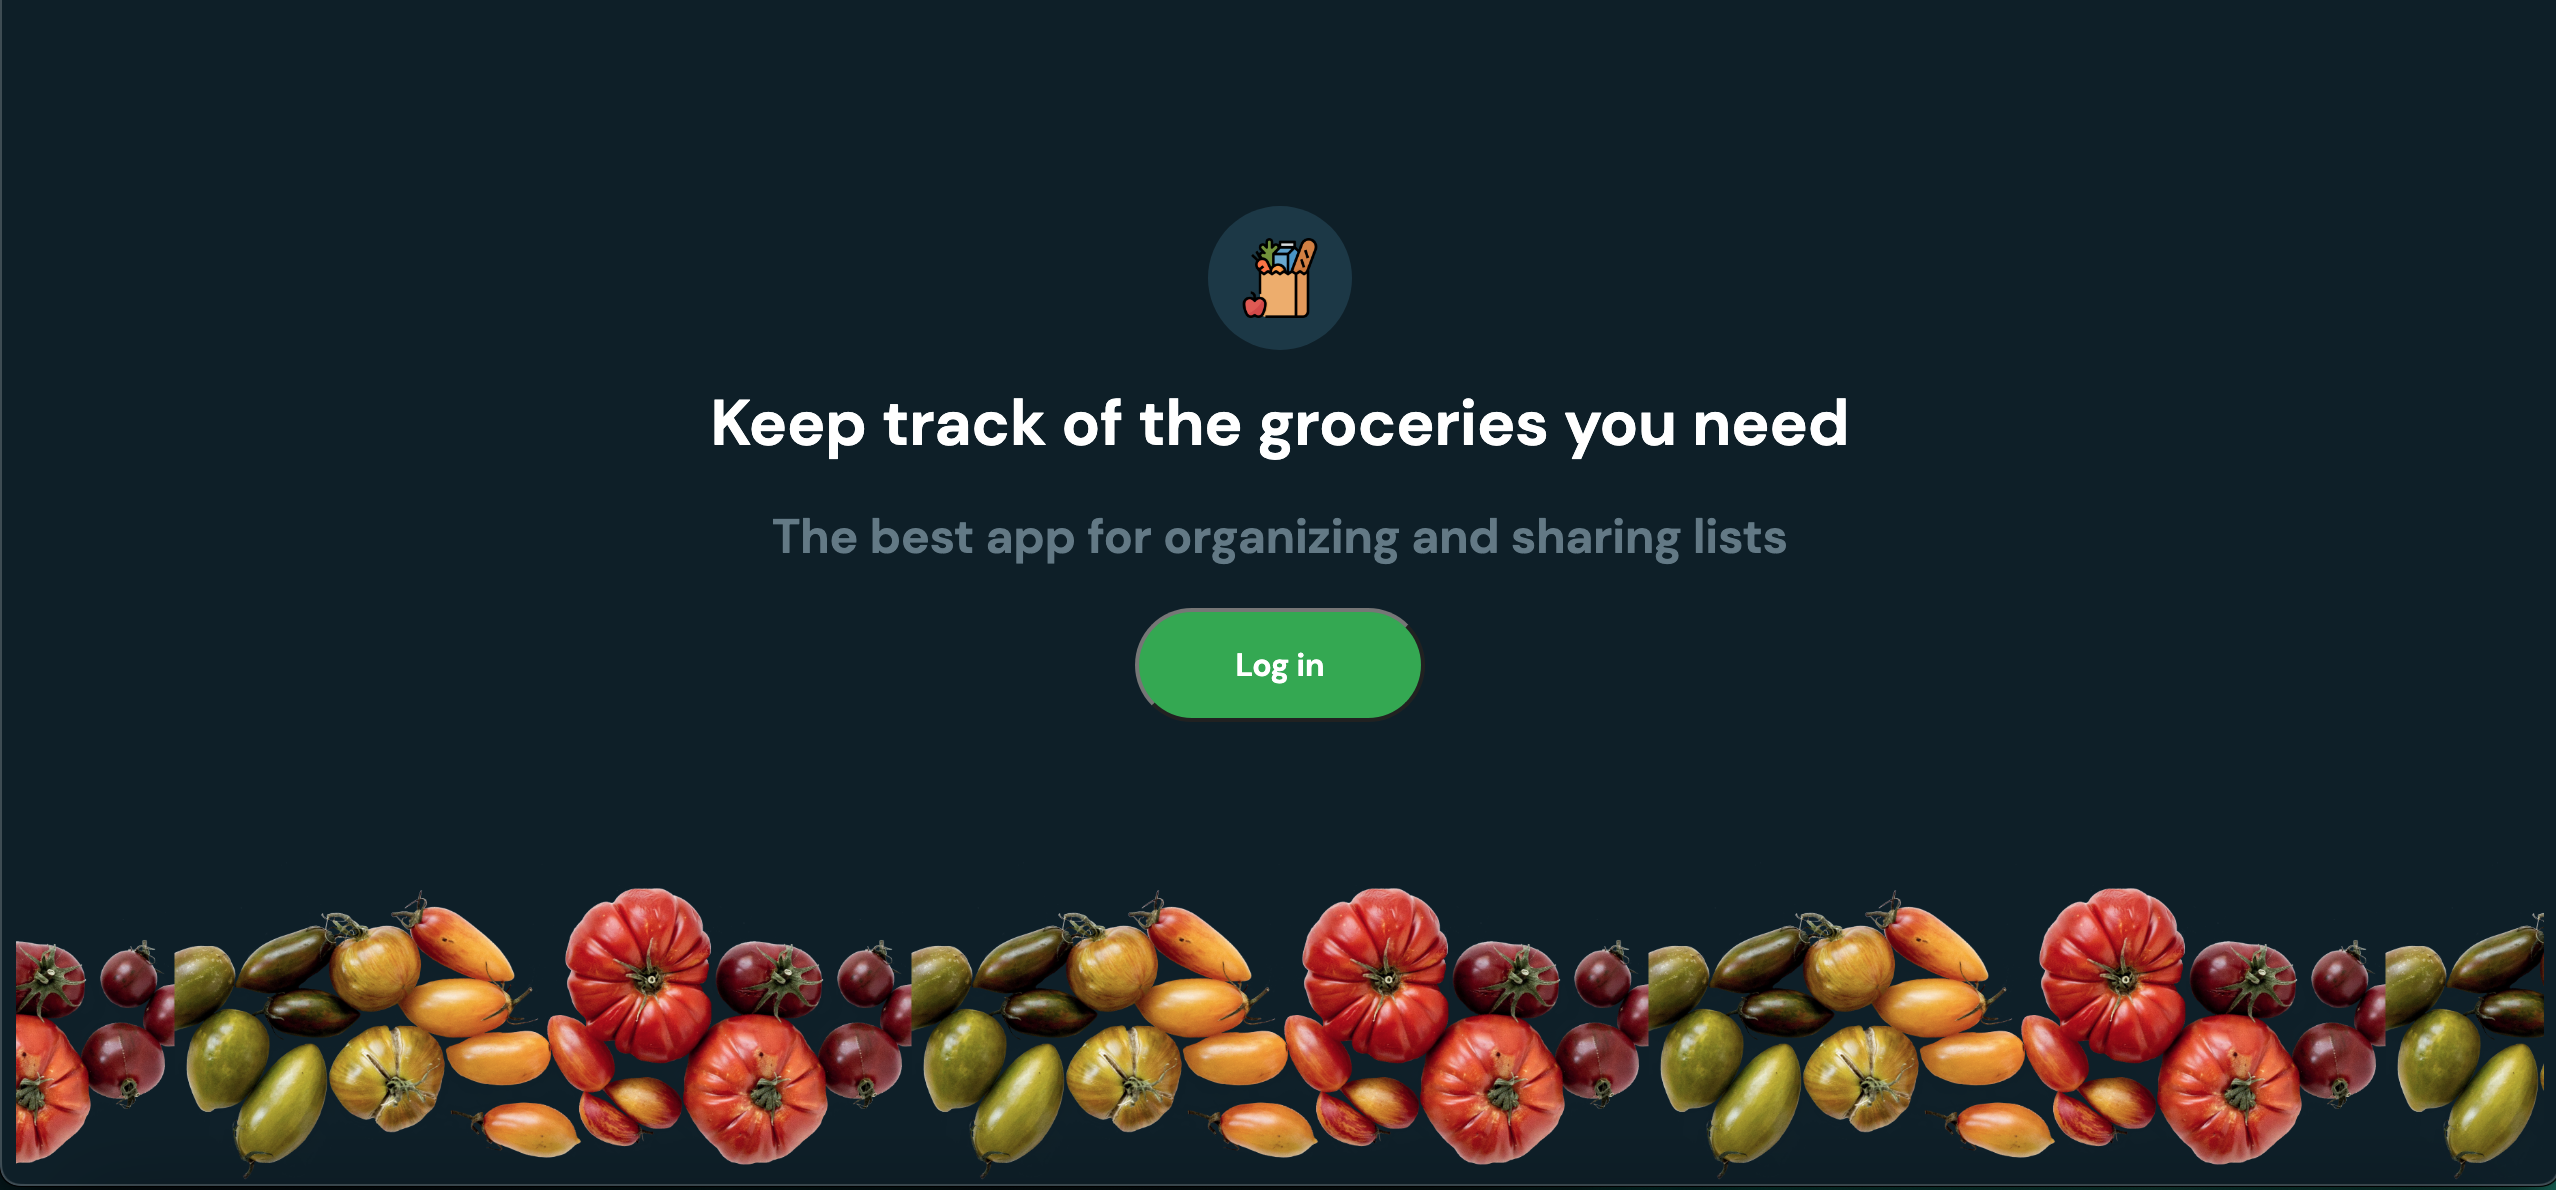 Keep track of the groceries you need
The best app for organizing and sharing lists
Log in